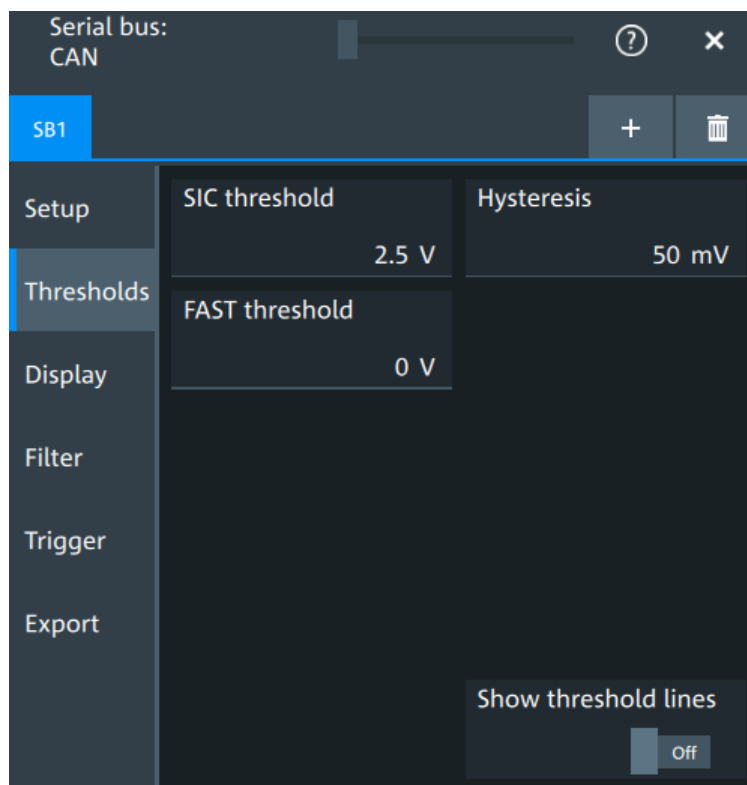 Serial bus:
CAN
?
×
SB1
+
Setup
SIC threshold
Hysteresis
2.5 V
50 mV
Thresholds
FAST threshold
0 V
Display
Filter
Trigger
Export
Show threshold lines
Off